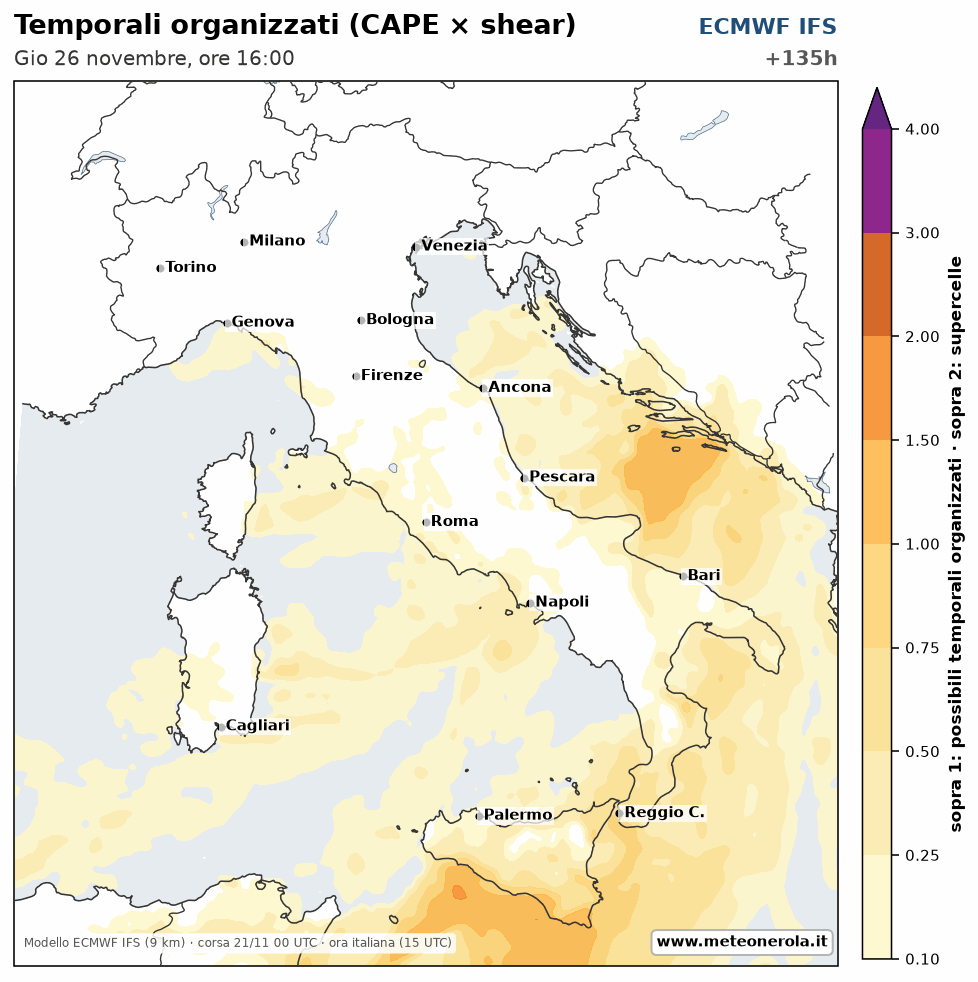 Temporali organizzati (CAPE × shear)
ECMWF IFS
Gio 26 novembre, ore 16:00
+135h
Milano
Venezia
Torino
Genova
Bologna
Firenze
Ancona
Pescara
Roma
Bari
Napoli
Cagliari
Palermo
Reggio C.
Modello ECMWF IFS (9 km) · corsa 21/11 00 UTC · ora italiana (15 UTC)
www.meteonerola.it
4.00
3.00
2.00
1.50
1.00
0.75
0.50
0.25
0.10
sopra 1: possibili temporali organizzati · sopra 2: supercelle